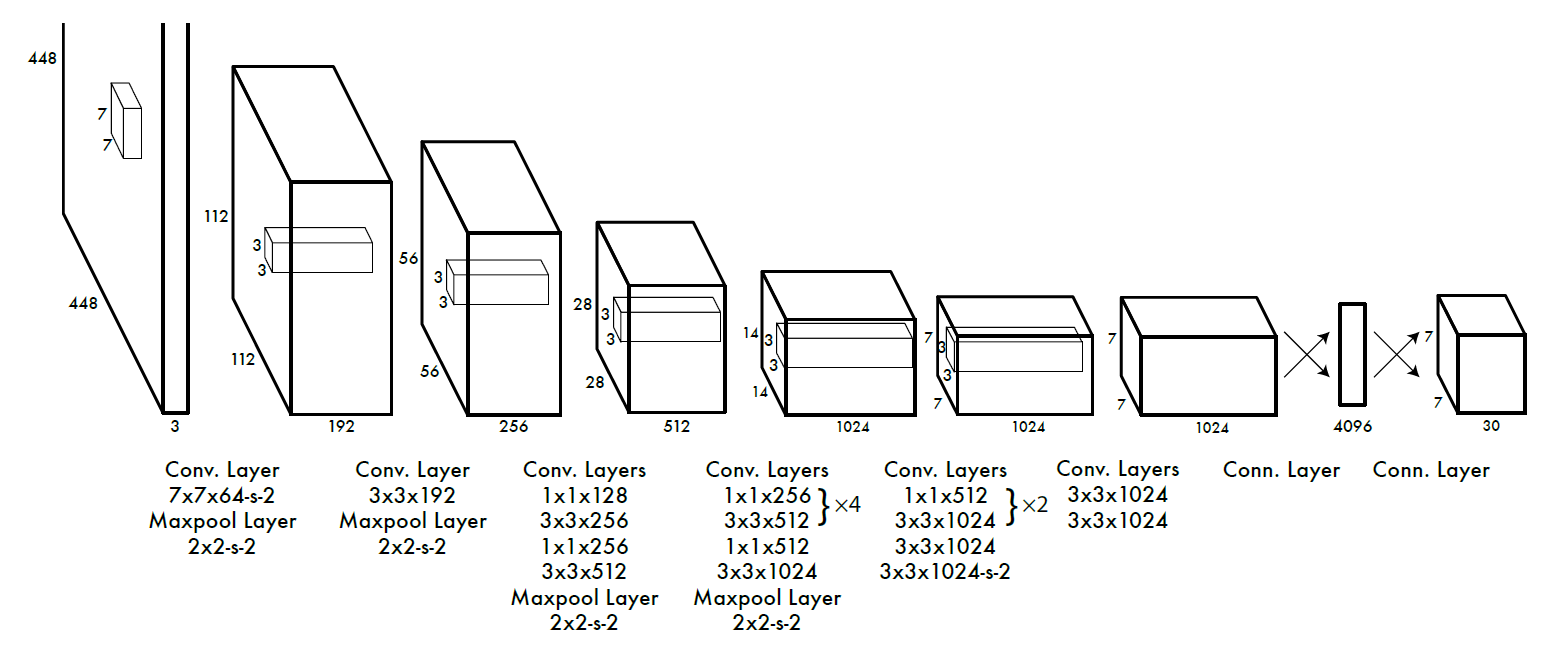 448
448
7
7
3
112
112
3
3
192
56
56
3
3
256
28
28
3
3
512
14
14
3
3
1024
7
7
3
3
1024
7
7
1024
4096
7
7
30
Conv. Layer
7x7x64-s-2
Maxpool Layer
2x2-s-2
Conv. Layer
3x3x192
Maxpool Layer
2x2-s-2
Conv. Layers
1x1x128
3x3x256
1x1x256
3x3x512
Maxpool Layer
2x2-s-2
Conv. Layers
1x1x256
3x3x512
}×4
1x1x512
3x3x1024
Maxpool Layer
2x2-s-2
Conv. Layers
1x1x512
3x3x1024
}×2
3x3x1024
3x3x1024-s-2
Conv. Layers
3x3x1024
3x3x1024
Conn. Layer
Conn. Layer